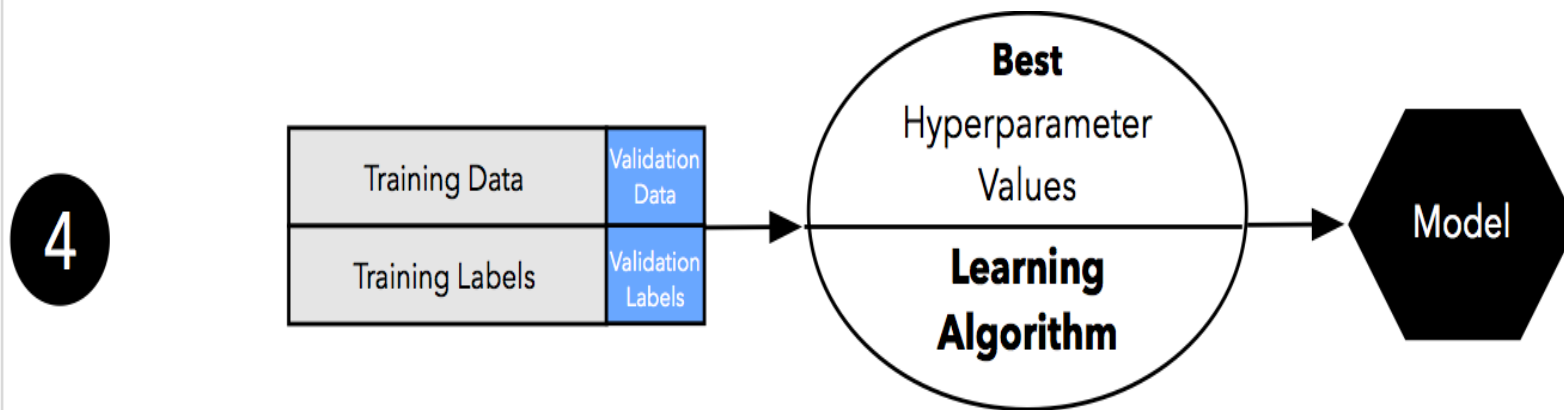 4
Training Data
Validation
Data
Training Labels
Validation
Labels
Best
Hyperparameter
Values
Learning
Algorithm
Model